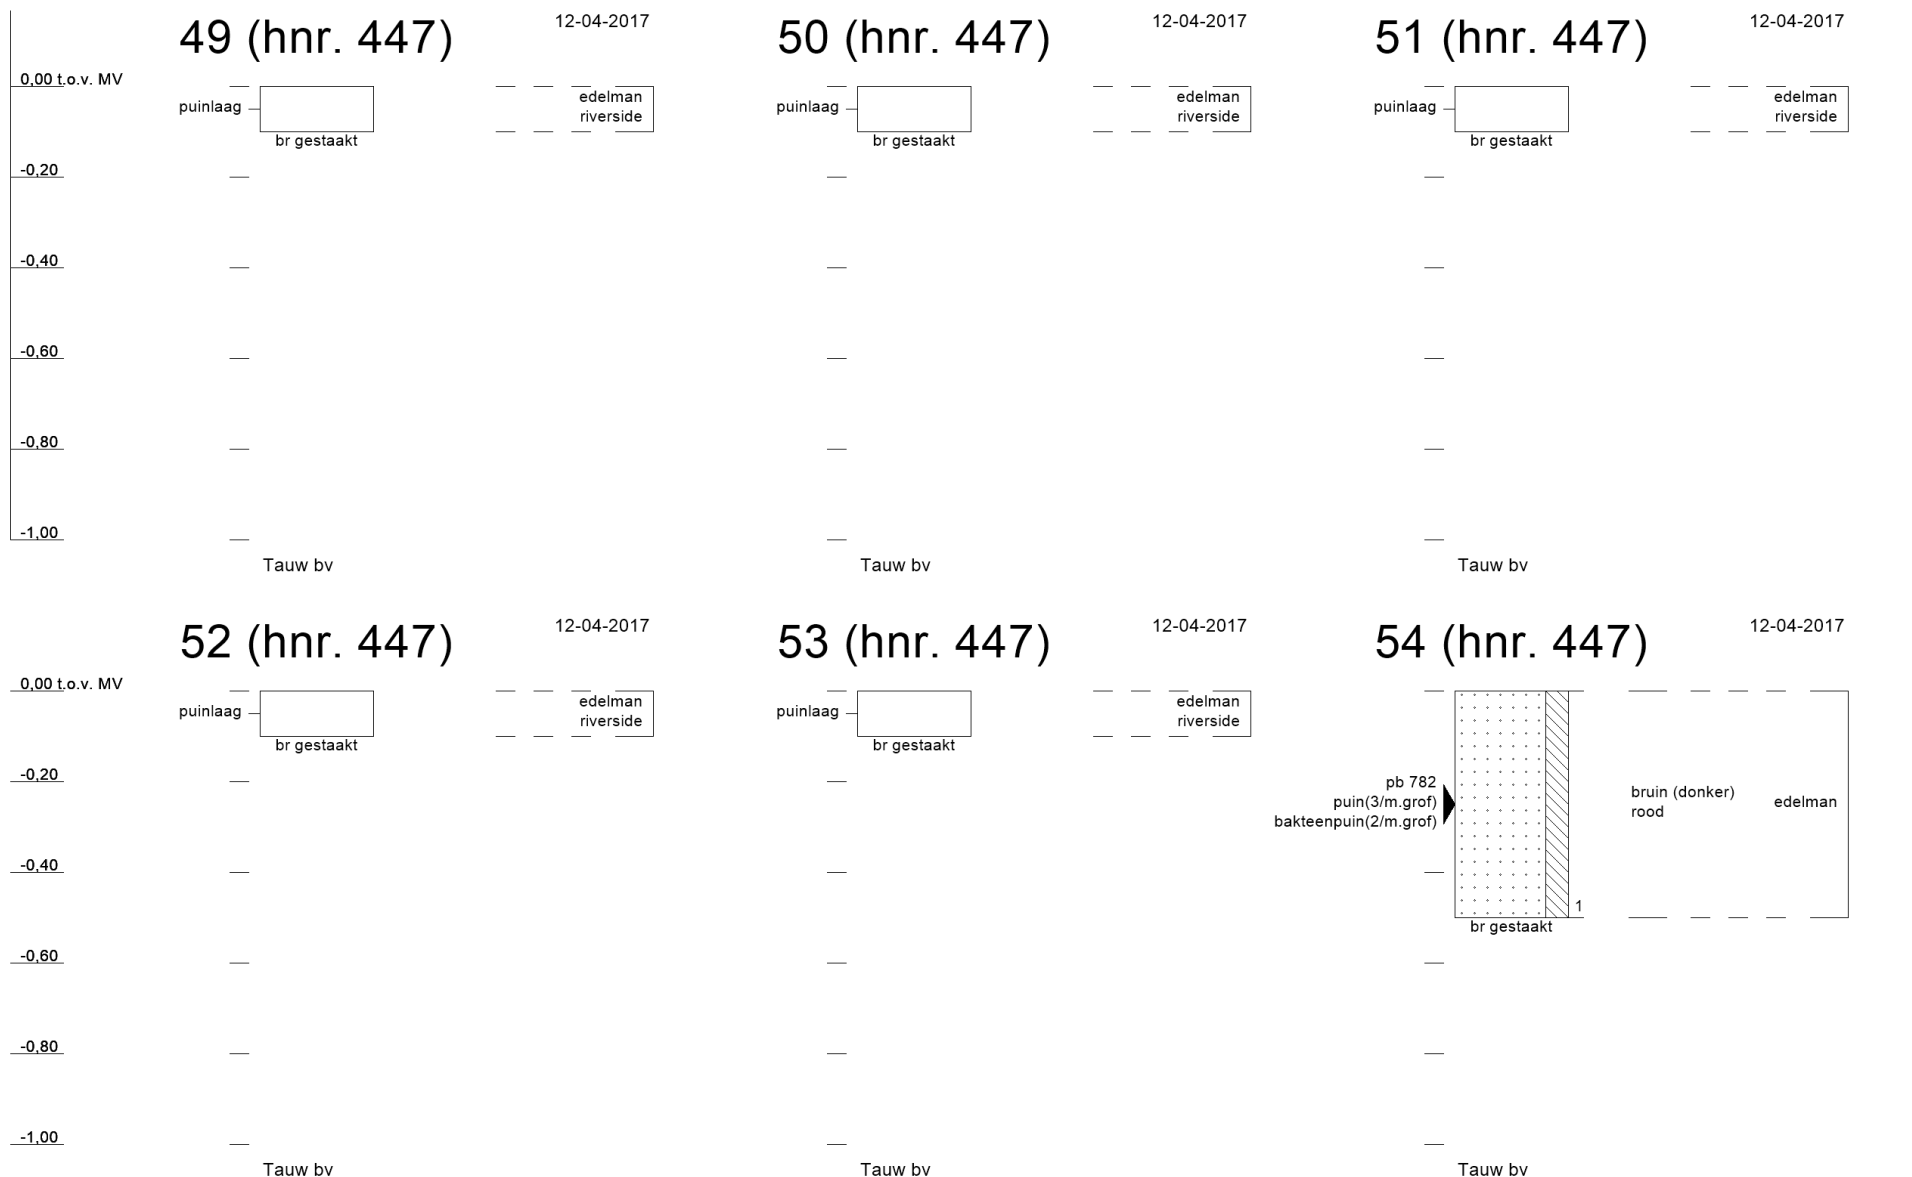 49 (hnr. 447)
12-04-2017
0,00 t.o.v. MV
puinlaag
edelman
riverside
br gestaakt
-0,20
-0,40
-0,60
-0,80
-1,00
Tauw bv
50 (hnr. 447)
12-04-2017
puinlaag
edelman
riverside
br gestaakt
Tauw bv
51 (hnr. 447)
12-04-2017
puinlaag
edelman
riverside
br gestaakt
Tauw bv
52 (hnr. 447)
12-04-2017
0,00 t.o.v. MV
puinlaag
edelman
riverside
br gestaakt
-0,20
-0,40
-0,60
-0,80
-1,00
Tauw bv
53 (hnr. 447)
12-04-2017
puinlaag
edelman
riverside
br gestaakt
Tauw bv
54 (hnr. 447)
12-04-2017
pb 782
puin(3/m.grof)
bakteenpuin(2/m.grof)
bruin (donker)
rood
edelman
1
br gestaakt
Tauw bv